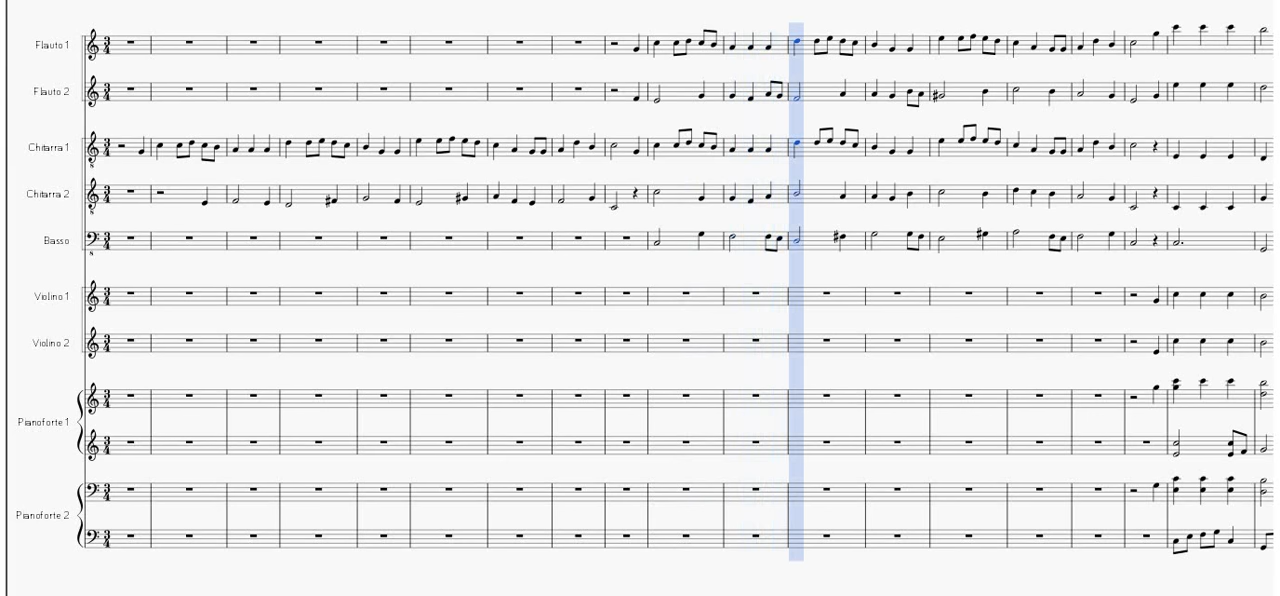 Flauto 1
Flauto 2
Chitarra 1
Chitarra 2
Basso
Violino 1
Violino 2
Pianoforte 1
Pianoforte 2